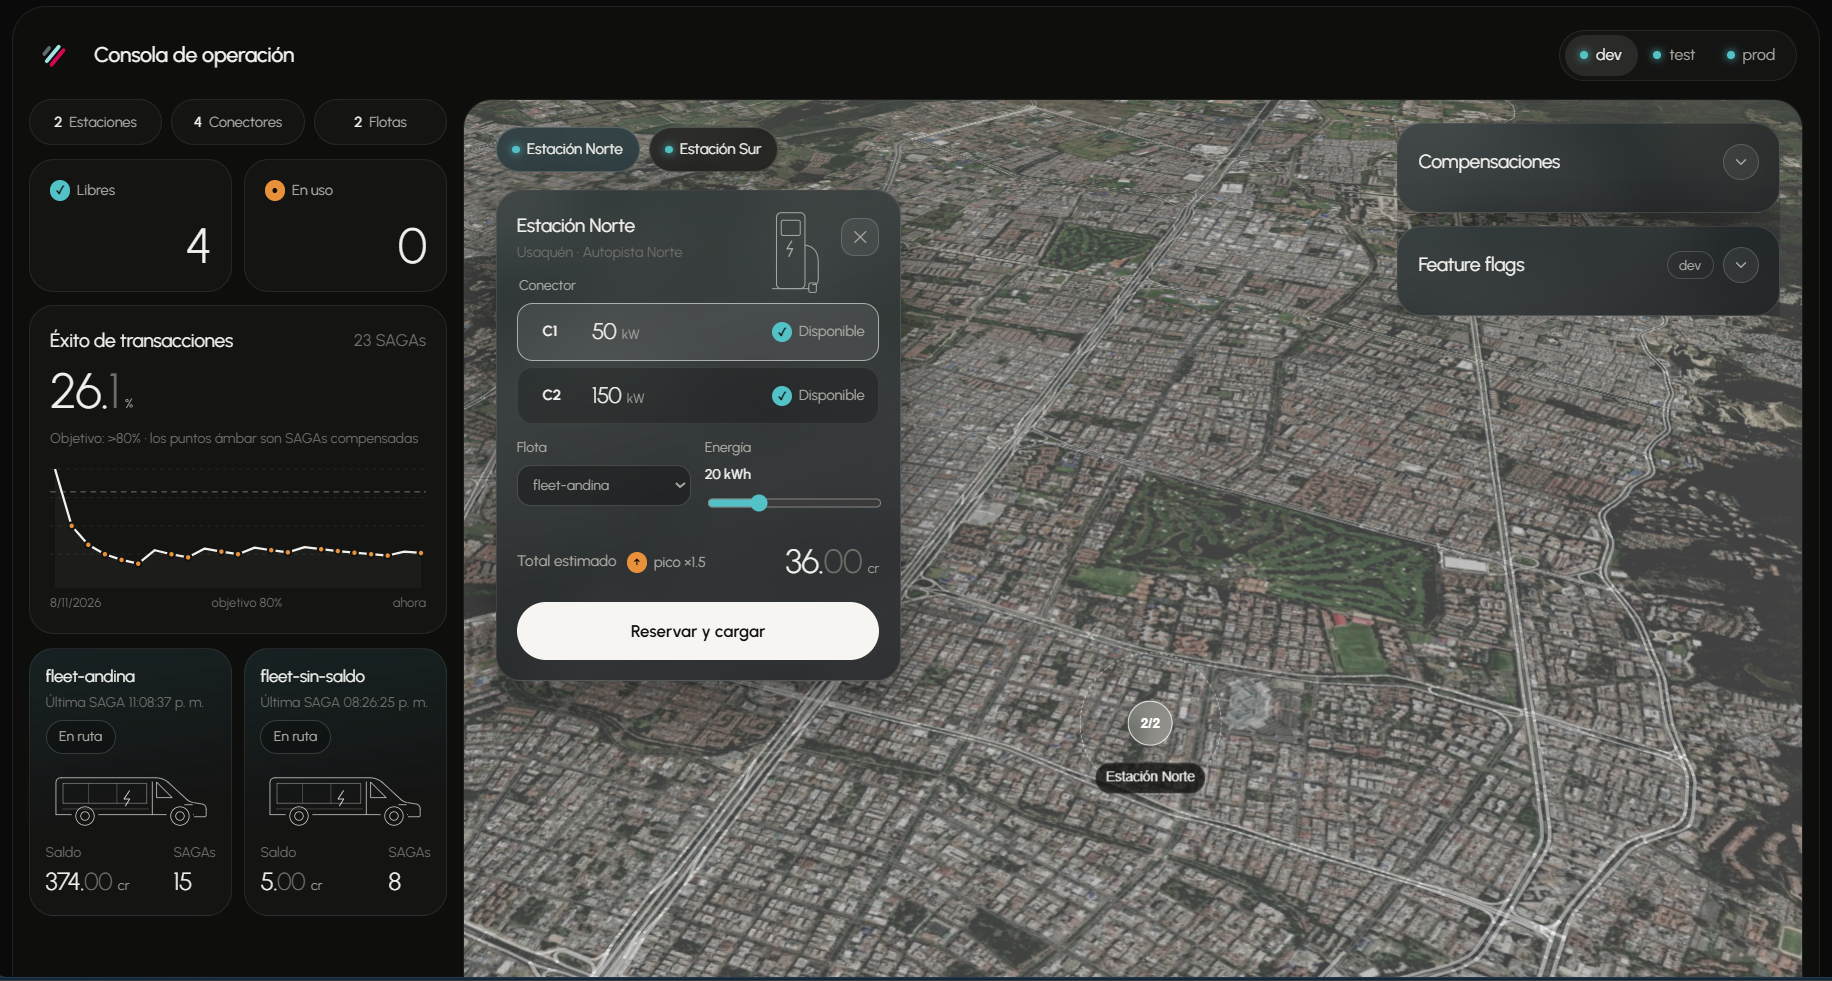 Consola de operación
dev
test
prod
2 Estaciones
4 Conectores
2 Flotas
Libres
4
En uso
0
Éxito de transacciones
23 SAGAs
26.1 %
Objetivo: >80% · los puntos ámbar son SAGAs compensadas
8/11/2026
objetivo 80%
ahora
fleet-andina
Última SAGA 11:08:37 p. m.
En ruta
Saldo
SAGAs
374.00 cr
15
fleet-sin-saldo
Última SAGA 08:26:25 p. m.
En ruta
Saldo
SAGAs
5.00 cr
8
Estación Norte
Estación Sur
Estación Norte
Usaquén · Autopista Norte
Conector
C1 50 kW Disponible
C2 150 kW Disponible
Flota
fleet-andina
Energía
20 kWh
Total estimado pico ×1.5 36.00 cr
Reservar y cargar
Compensaciones
Feature flags
dev
2/2
Estación Norte